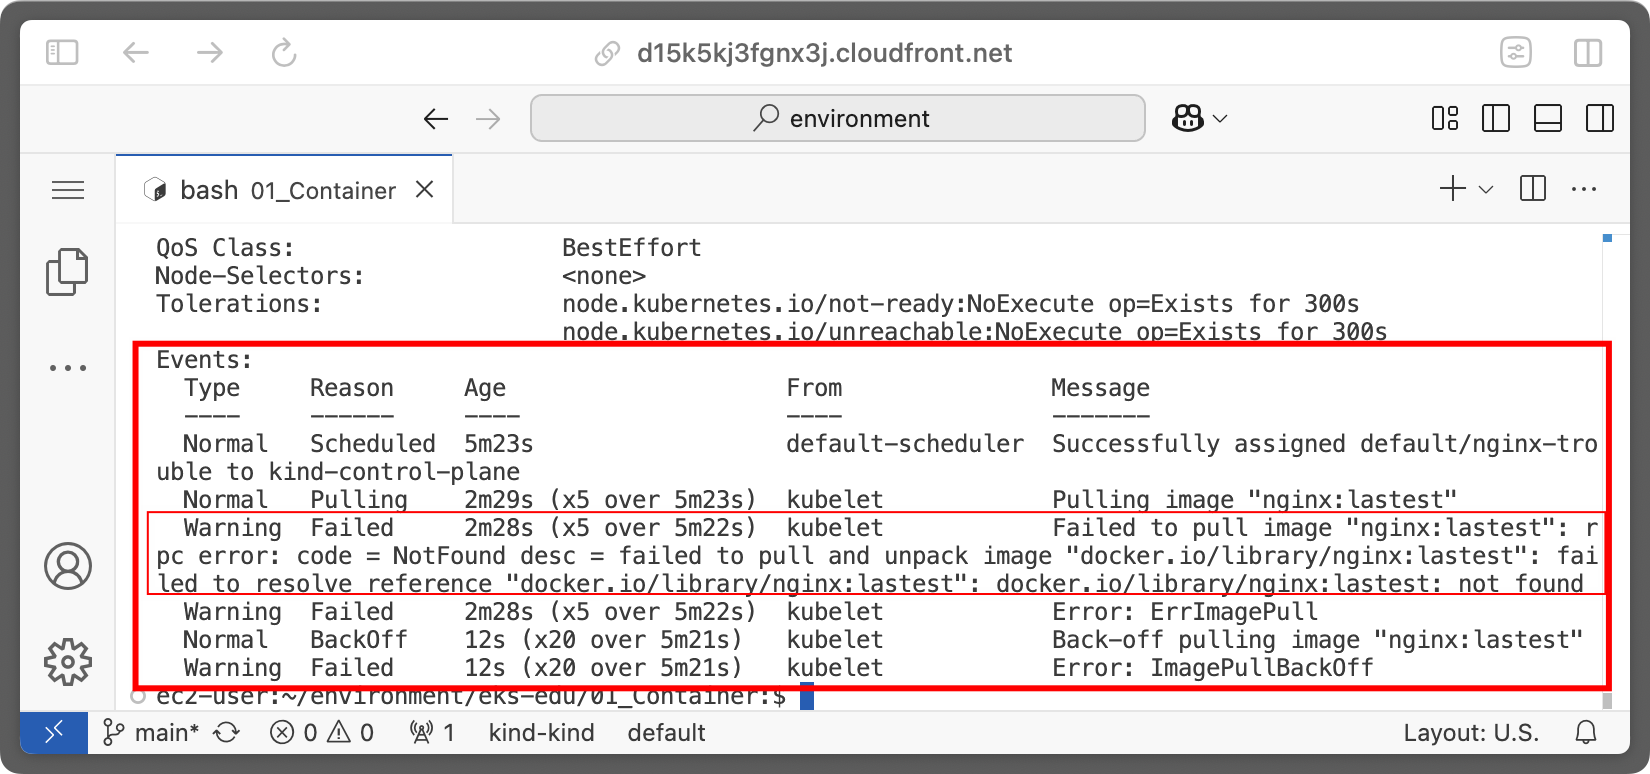 d15k5kj3fgnx3j.cloudfront.net
environment
bash 01_Container
QoS Class: BestEffort
Node-Selectors: <none>
Tolerations: node.kubernetes.io/not-ready:NoExecute op=Exists for 300s
node.kubernetes.io/unreachable:NoExecute op=Exists for 300s
Events:
Type Reason Age From Message
---- ------ ---- ---- -------
Normal Scheduled 5m23s default-scheduler Successfully assigned default/nginx-tro
uble to kind-control-plane
Normal Pulling 2m29s (x5 over 5m23s) kubelet Pulling image "nginx:lastest"
Warning Failed 2m28s (x5 over 5m22s) kubelet Failed to pull image "nginx:lastest": r
pc error: code = NotFound desc = failed to pull and unpack image "docker.io/library/nginx:lastest": fai
led to resolve reference "docker.io/library/nginx:lastest": docker.io/library/nginx:lastest: not found
Warning Failed 2m28s (x5 over 5m22s) kubelet Error: ErrImagePull
Normal BackOff 12s (x20 over 5m21s) kubelet Back-off pulling image "nginx:lastest"
Warning Failed 12s (x20 over 5m21s) kubelet Error: ImagePullBackOff
ec2-user:~/environment/eks-edu/01_Container:$
main* 0 0 1 kind-kind default Layout: U.S.